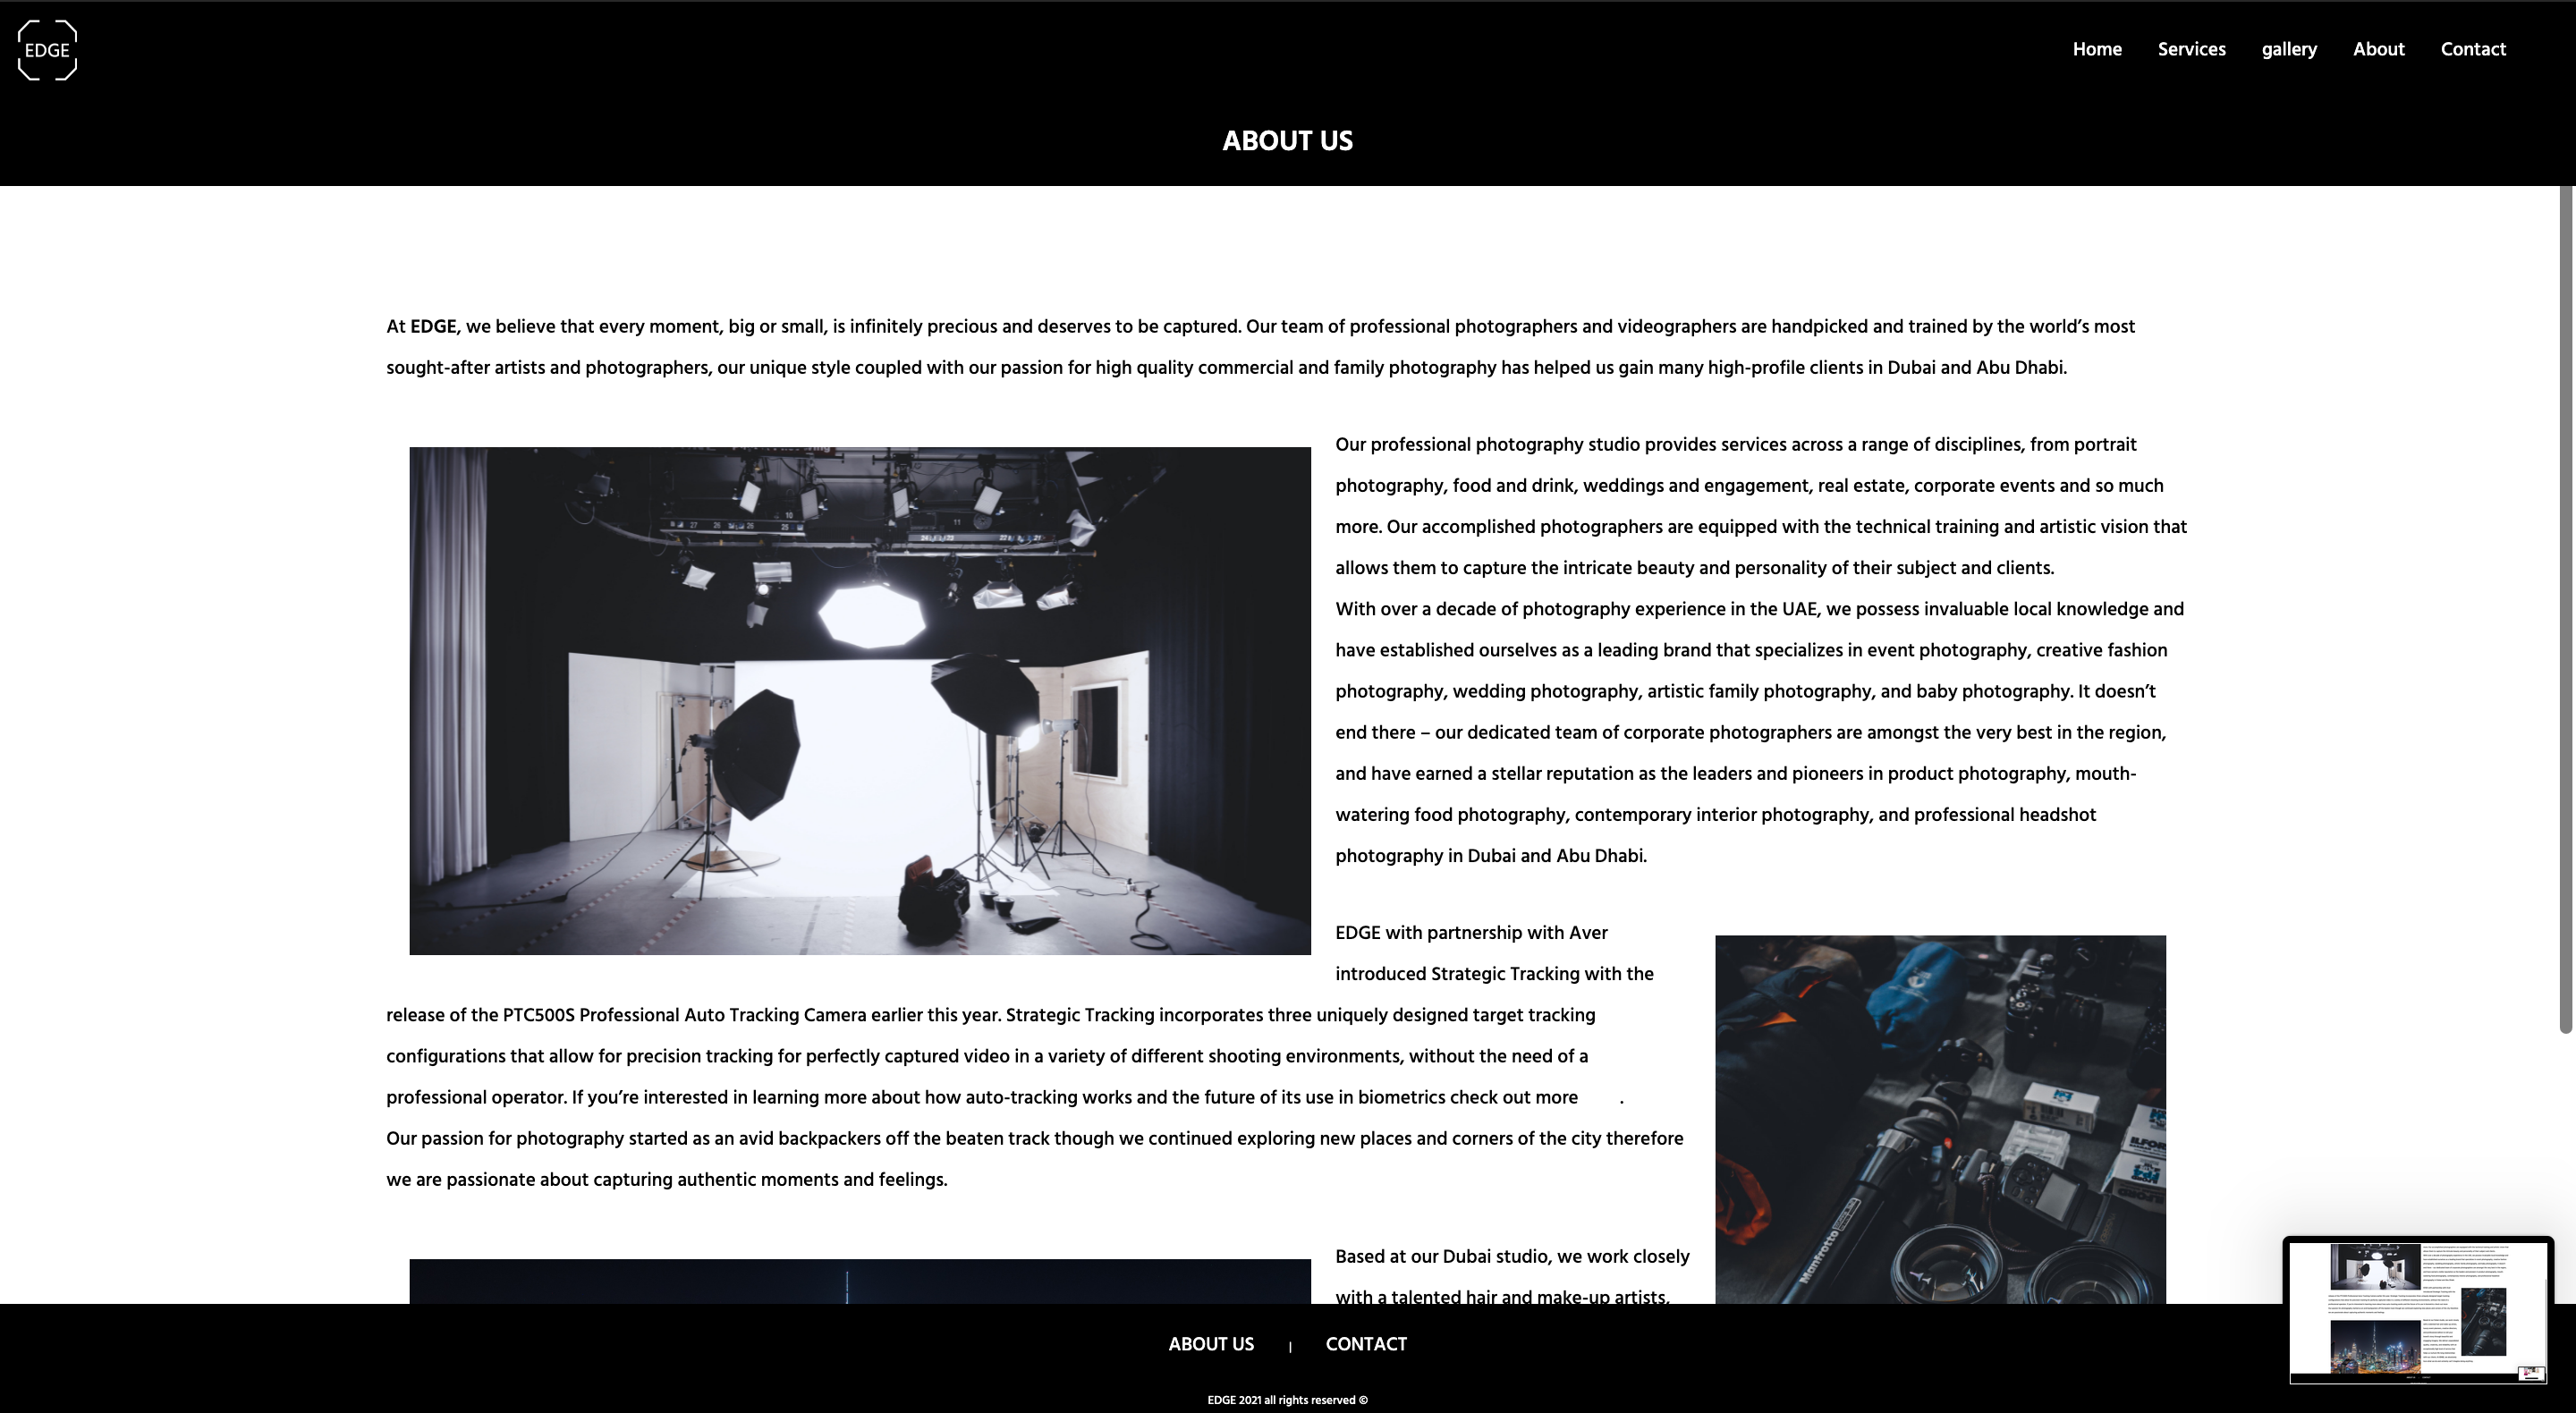 EDGE
Home Services gallery About Contact
ABOUT US
At EDGE, we believe that every moment, big or small, is infinitely precious and deserves to be captured. Our team of professional photographers and videographers are handpicked and trained by the world’s most
sought-after artists and photographers, our unique style coupled with our passion for high quality commercial and family photography has helped us gain many high-profile clients in Dubai and Abu Dhabi.
Our professional photography studio provides services across a range of disciplines, from portrait
photography, food and drink, weddings and engagement, real estate, corporate events and so much
more. Our accomplished photographers are equipped with the technical training and artistic vision that
allows them to capture the intricate beauty and personality of their subject and clients.
With over a decade of photography experience in the UAE, we possess invaluable local knowledge and
have established ourselves as a leading brand that specializes in event photography, creative fashion
photography, wedding photography, artistic family photography, and baby photography. It doesn’t
end there – our dedicated team of corporate photographers are amongst the very best in the region,
and have earned a stellar reputation as the leaders and pioneers in product photography, mouth-
watering food photography, contemporary interior photography, and professional headshot
photography in Dubai and Abu Dhabi.
EDGE with partnership with Aver
introduced Strategic Tracking with the
release of the PTC500S Professional Auto Tracking Camera earlier this year. Strategic Tracking incorporates three uniquely designed target tracking
configurations that allow for precision tracking for perfectly captured video in a variety of different shooting environments, without the need of a
professional operator. If you’re interested in learning more about how auto-tracking works and the future of its use in biometrics check out more .
Our passion for photography started as an avid backpackers off the beaten track though we continued exploring new places and corners of the city therefore
we are passionate about capturing authentic moments and feelings.
Manfrotto
Based at our Dubai studio, we work closely
with a talented hair and make-up artists,
ABOUT US | CONTACT
EDGE 2021 all rights reserved ©